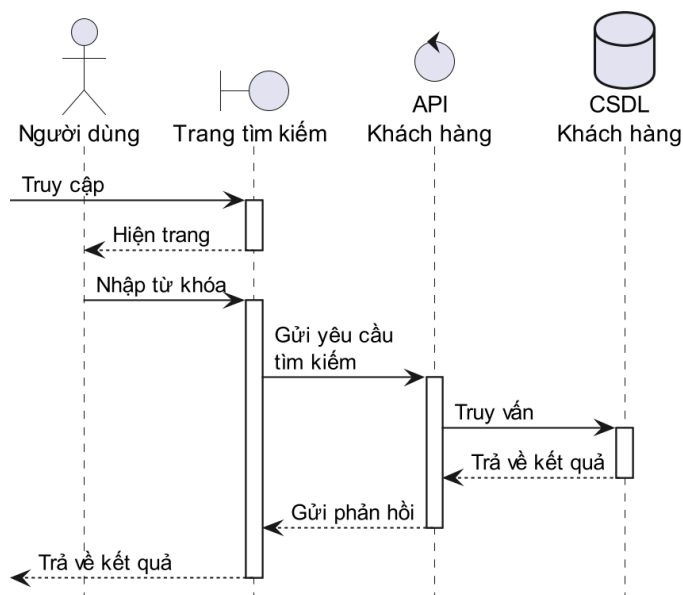 Người dùng
Trang tìm kiếm
API
Khách hàng
CSDL
Khách hàng
Truy cập
Hiện trang
Nhập từ khóa
Gửi yêu cầu
tìm kiếm
Truy vấn
Trả về kết quả
Gửi phản hồi
Trả về kết quả